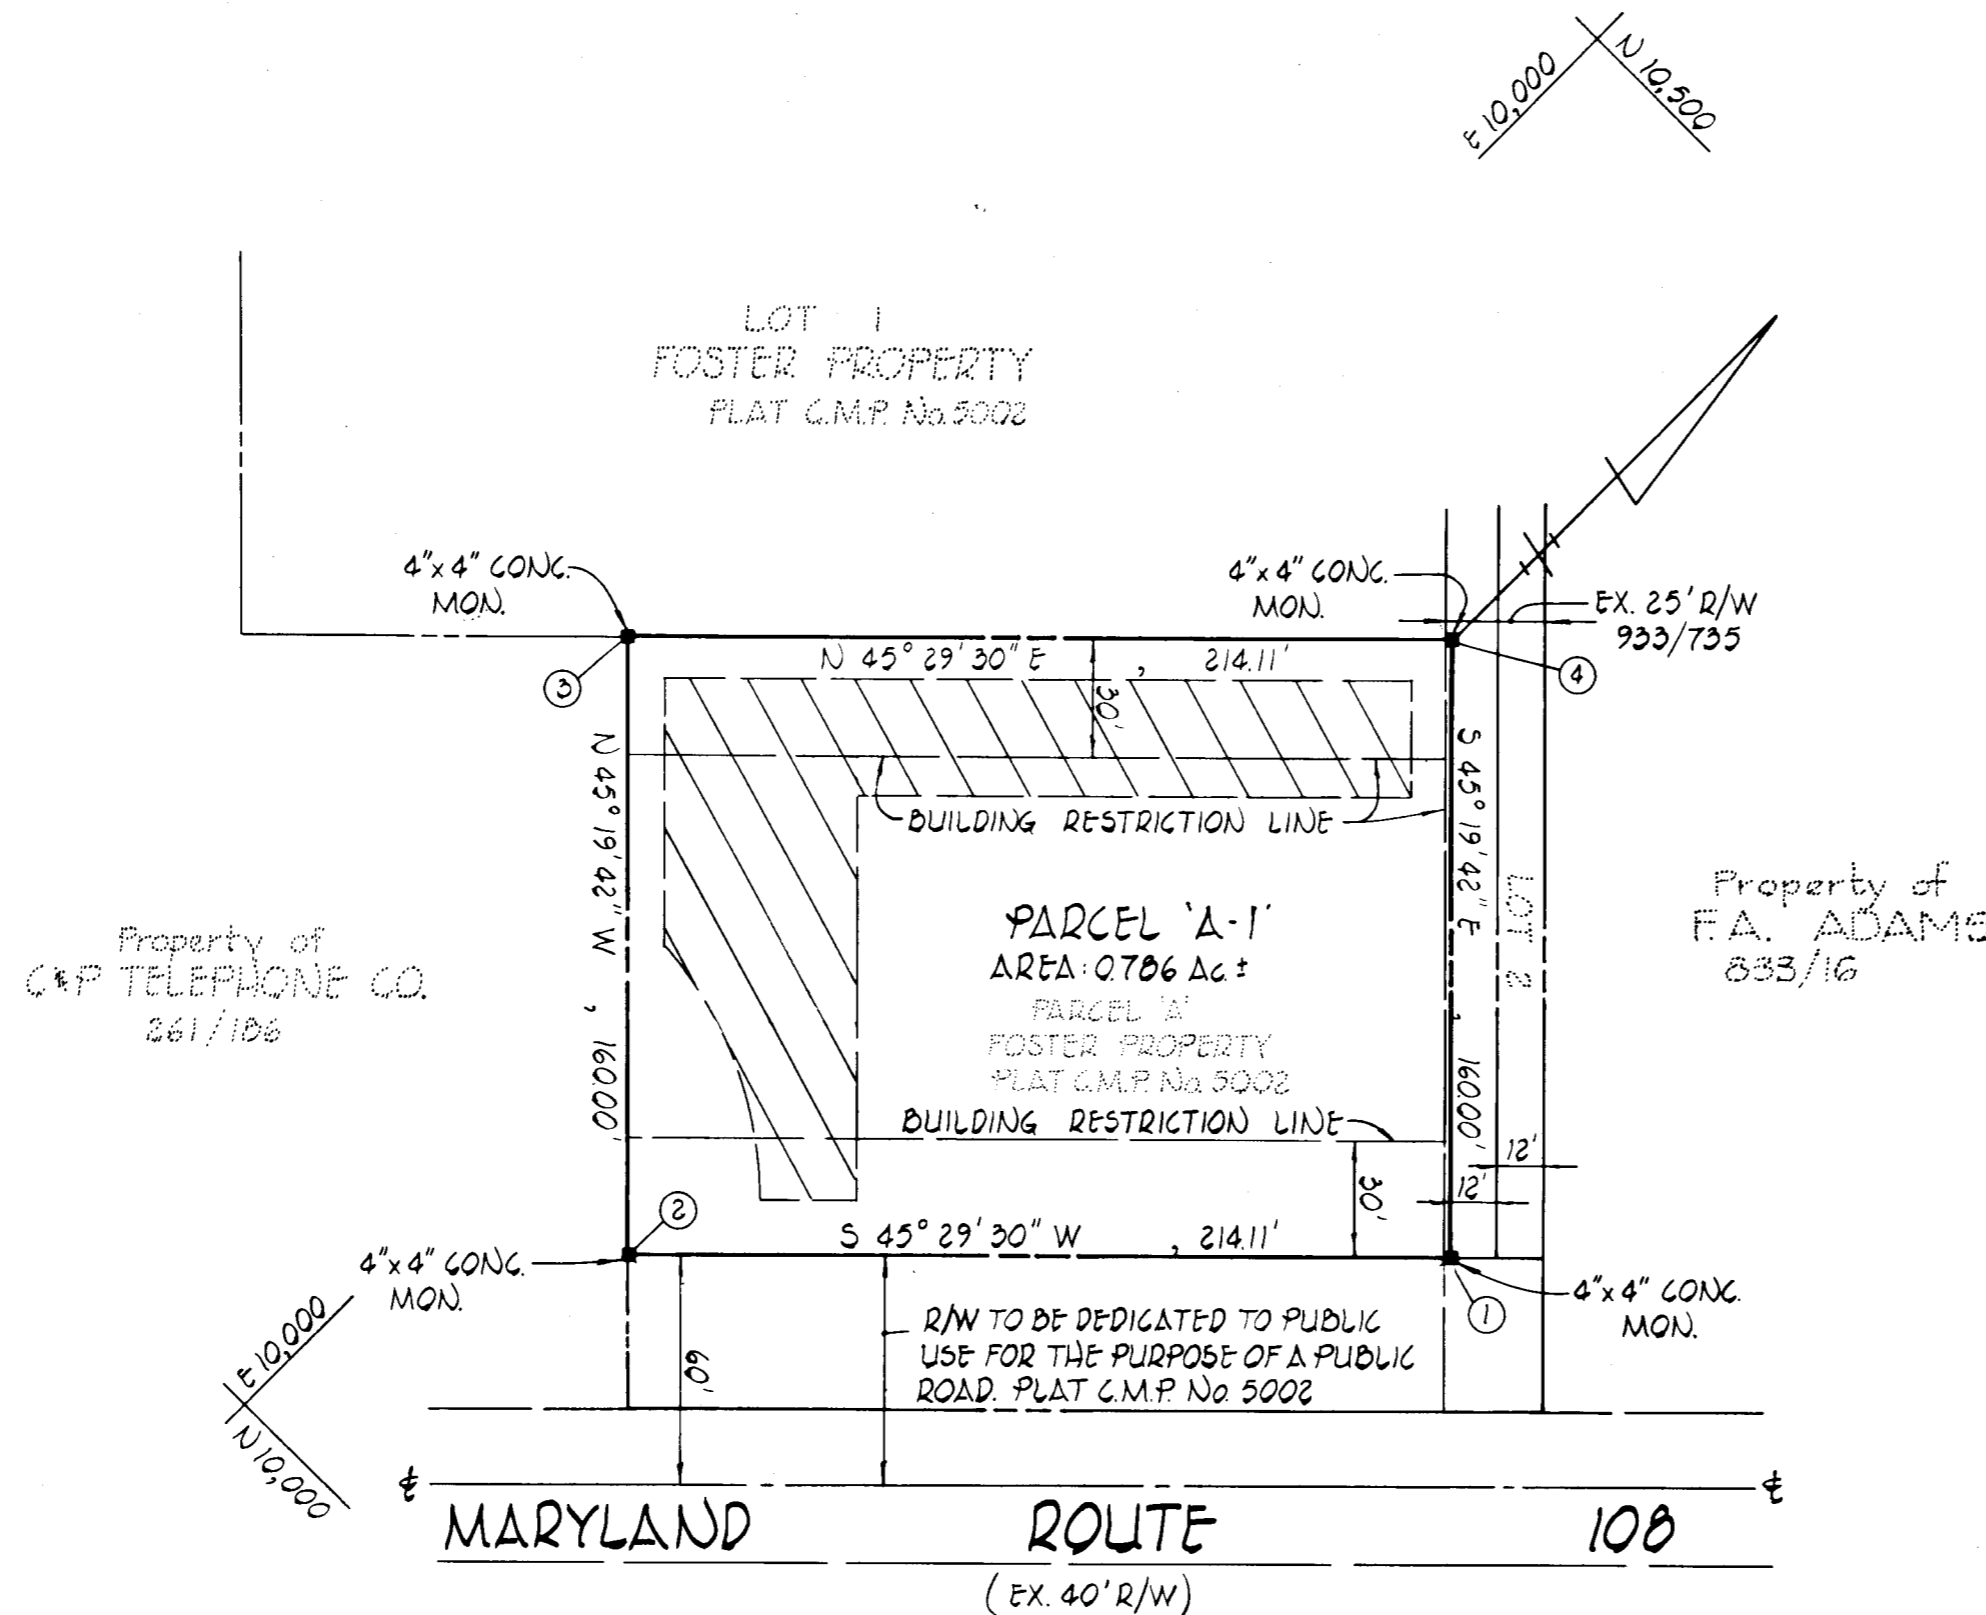 E 10,000
N 10,500
LOT 1
FOSTER PROPERTY
PLAT C.M.P. No. 5002
4"x 4" CONC.
MON.
4"x 4" CONC.
MON.
EX. 25' R/W
933/735
3
4
N 45° 29' 30" E , 214.11'
30'
BUILDING RESTRICTION LINE
N 45° 19' 42" W , 160.00'
S 45° 19' 42" E , 160.00'
LOT 2
PARCEL 'A-1'
AREA: 0.786 Ac. ±
PARCEL 'A'
FOSTER PROPERTY
PLAT C.M.P. No. 5002
Property of
C&P TELEPHONE CO.
261/186
Property of
F.A. ADAMS
833/16
BUILDING RESTRICTION LINE
12'
12'
30'
2
S 45° 29' 30" W , 214.11'
4"x 4" CONC.
MON.
1
4"x 4" CONC.
MON.
60'
R/W TO BE DEDICATED TO PUBLIC
USE FOR THE PURPOSE OF A PUBLIC
ROAD. PLAT C.M.P. No. 5002
E 10,000
N 10,000
℄ ℄
MARYLAND ROUTE 108
(EX. 40' R/W)